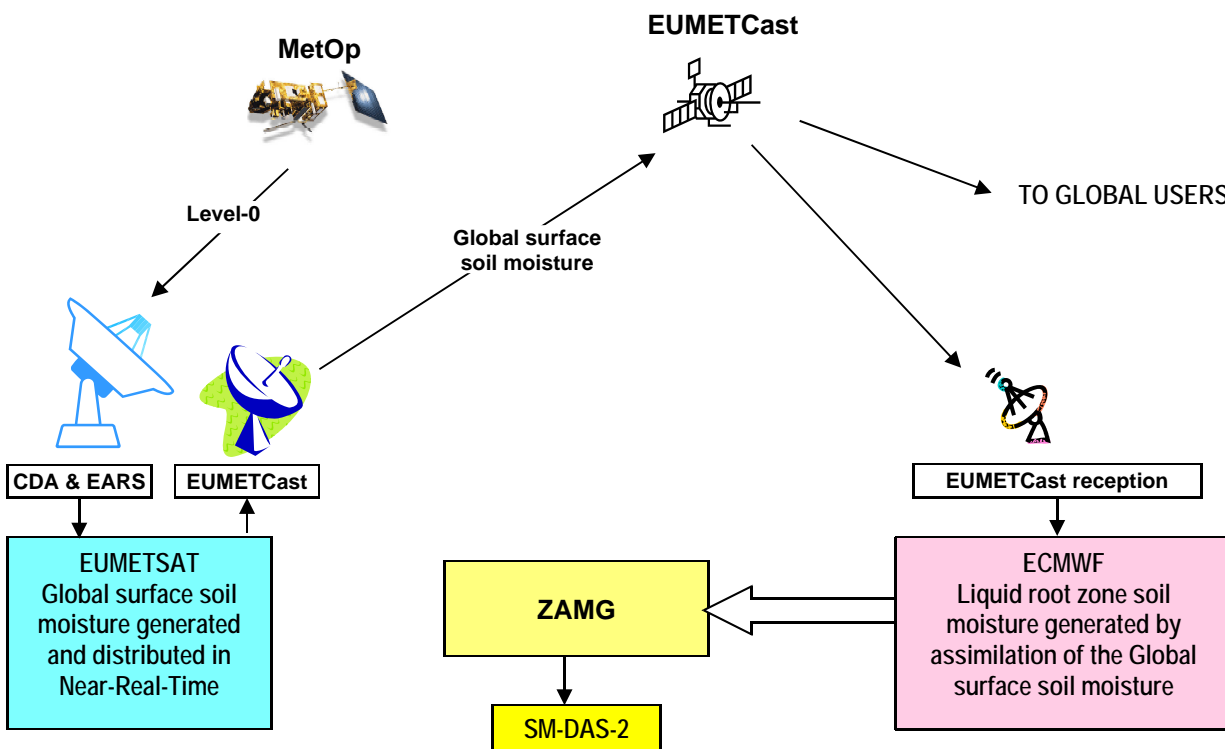 EUMETCast
MetOp
TO GLOBAL USERS
Level-0
Global surface
soil moisture
CDA & EARS
EUMETCast
EUMETCast reception
EUMETSAT
Global surface soil
moisture generated
and distributed in
Near-Real-Time
ZAMG
ECMWF
Liquid root zone soil
moisture generated by
assimilation of the Global
surface soil moisture
SM-DAS-2